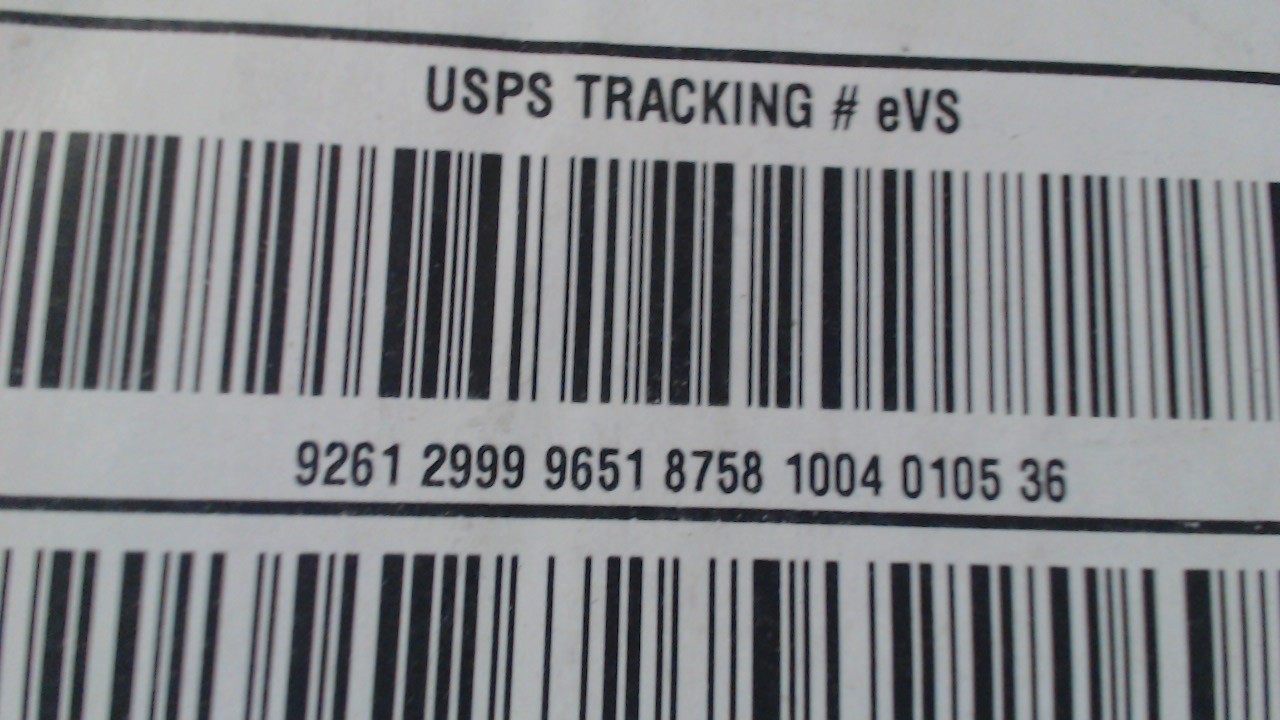 USPS TRACKING # eVS
9261 2999 9651 8758 1004 0105 36